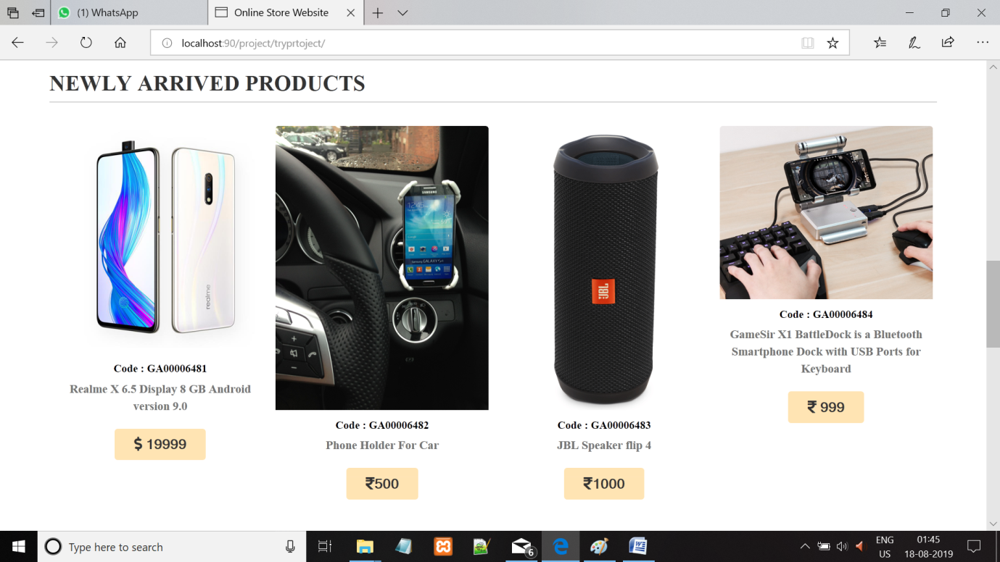 (1) WhatsApp
Online Store Website
localhost:90/project/tryprtoject/
NEWLY ARRIVED PRODUCTS
realme
SAMSUNG
JBL
Code : GA00006481
Realme X 6.5 Display 8 GB Android
version 9.0
$ 19999
Code : GA00006482
Phone Holder For Car
₹500
Code : GA00006483
JBL Speaker flip 4
₹1000
Code : GA00006484
GameSir X1 BattleDock is a Bluetooth
Smartphone Dock with USB Ports for
Keyboard
₹ 999
Type here to search
6
ENG
US
01:45
18-08-2019